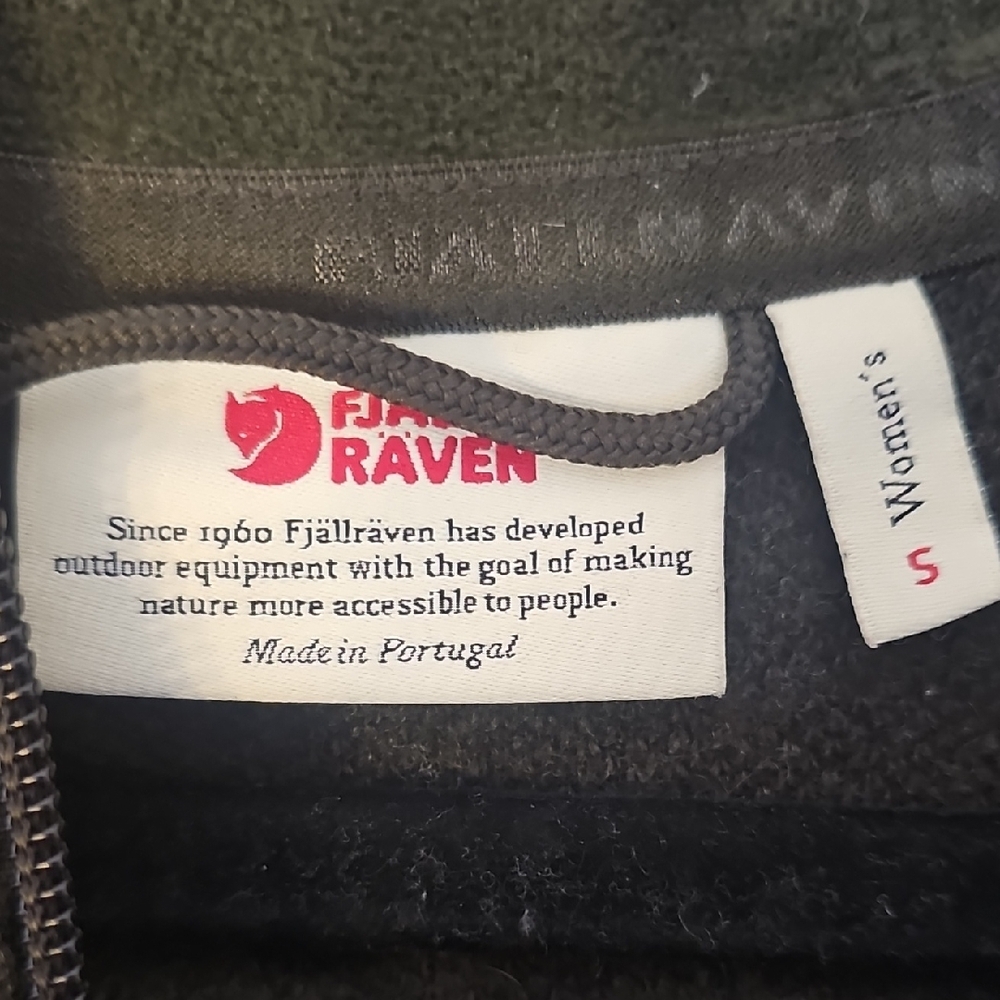 RÄVEN
Since 1960 Fjällräven has developed
outdoor equipment with the goal of making
nature more accessible to people.
Made in Portugal
Women's
S